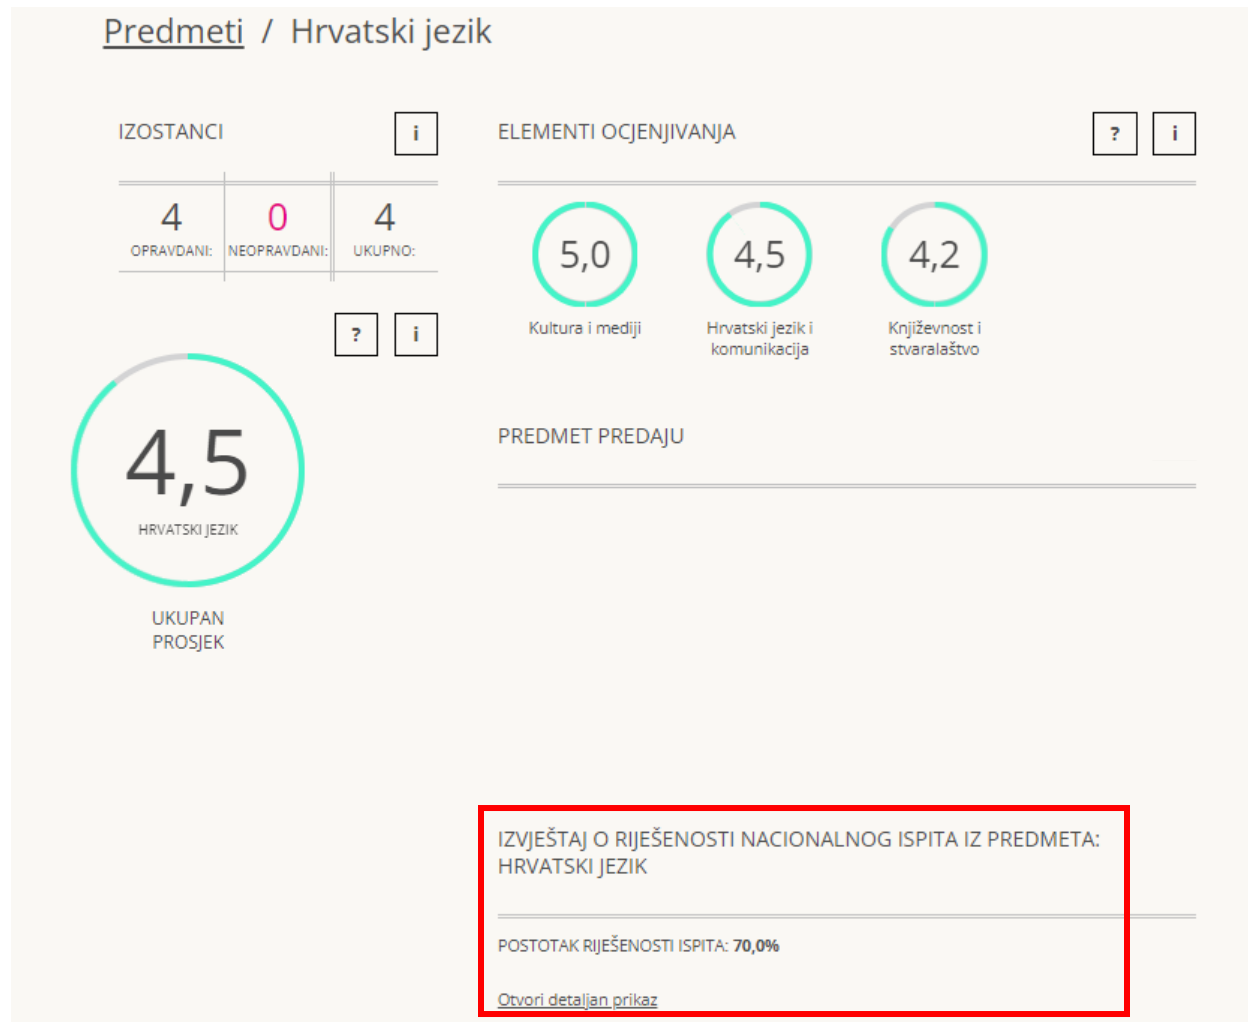 Predmeti / Hrvatski jezik
IZOSTANCI
i
4
OPRAVDANI:
0
NEOPRAVDANI:
4
UKUPNO:
?
i
4,5
HRVATSKI JEZIK
UKUPAN
PROSJEK
ELEMENTI OCJENJIVANJA
?
i
5,0
Kultura i mediji
4,5
Hrvatski jezik i
komunikacija
4,2
Književnost i
stvaralaštvo
PREDMET PREDAJU
IZVJEŠTAJ O RIJEŠENOSTI NACIONALNOG ISPITA IZ PREDMETA:
HRVATSKI JEZIK
POSTOTAK RIJEŠENOSTI ISPITA: 70,0%
Otvori detaljan prikaz